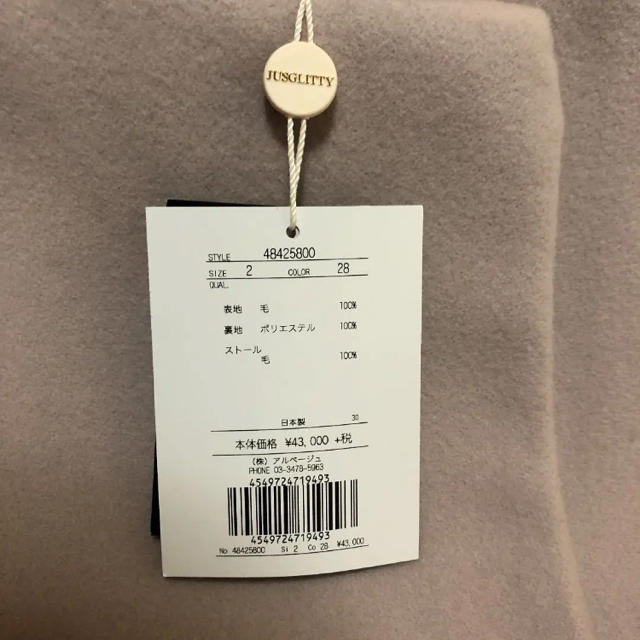 JUSGLITTY
STYLE 48425800
SIZE 2 COLOR 28
QUAL.
表地 毛 100%
裏地 ポリエステル 100%
ストール
毛 100%
日本製 30
本体価格 ¥43,000 +税
(株) アルページュ
PHONE 03-3478-5963
4549724719493
4549724719493
No 48425800 Si 2 Co 28 ¥43,000